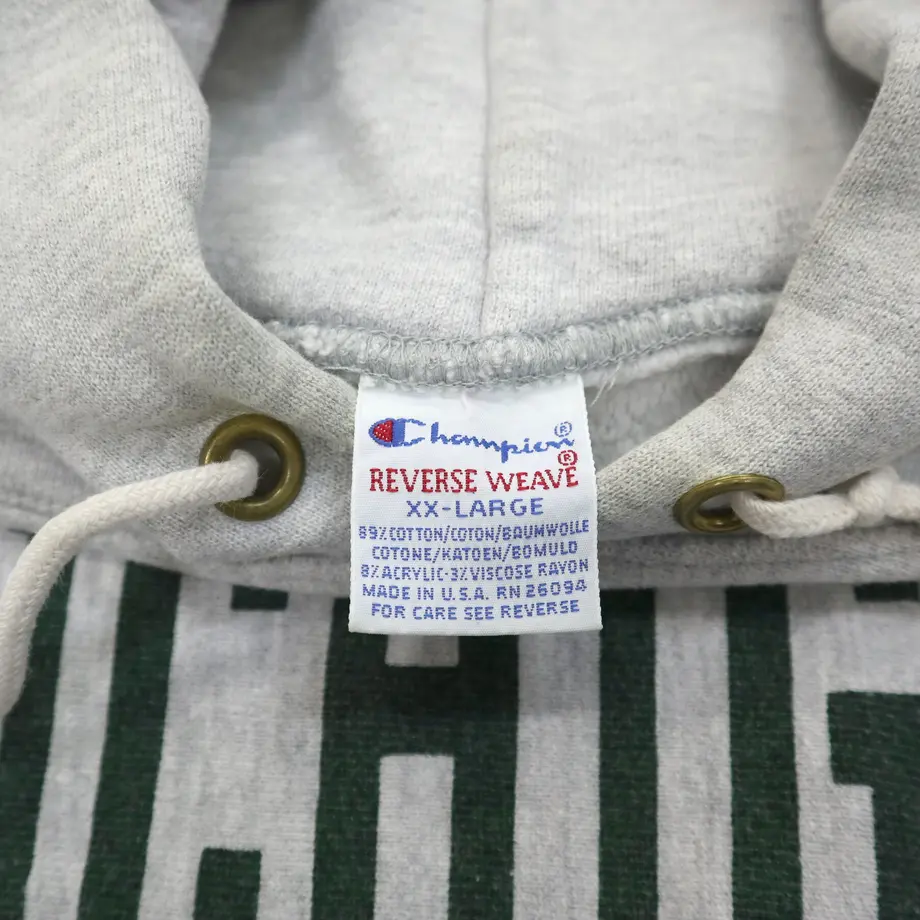 Champion®
REVERSE WEAVE®
XX-LARGE
89% COTTON/COTON/BAUMWOLLE
COTONE/KATOEN/BOMULD
8% ACRYLIC·3% VISCOSE RAYON
MADE IN U.S.A. RN 26094
FOR CARE SEE REVERSE